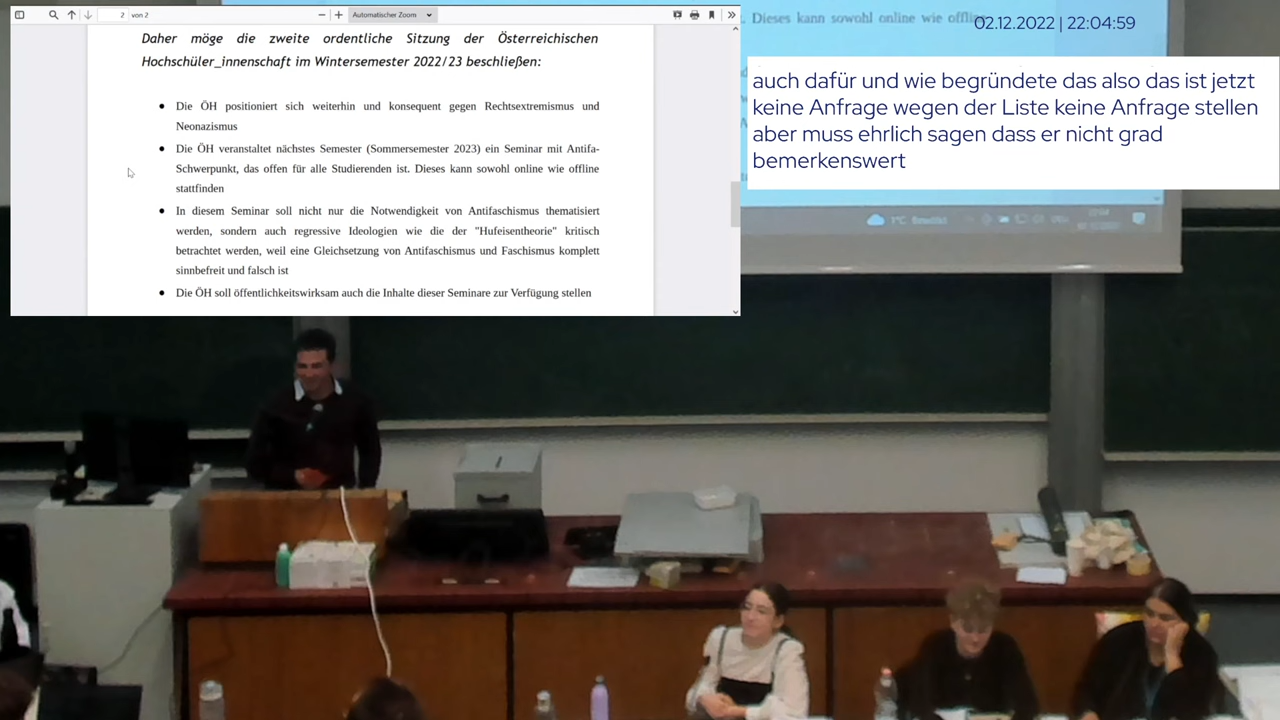 2 von 2
Automatischer Zoom
Daher möge die zweite ordentliche Sitzung der Österreichischen
Hochschüler_innenschaft im Wintersemester 2022/23 beschließen:
● Die ÖH positioniert sich weiterhin und konsequent gegen Rechtsextremismus und
Neonazismus
● Die ÖH veranstaltet nächstes Semester (Sommersemester 2023) ein Seminar mit Antifa-
Schwerpunkt, das offen für alle Studierenden ist. Dieses kann sowohl online wie offline
stattfinden
● In diesem Seminar soll nicht nur die Notwendigkeit von Antifaschismus thematisiert
werden, sondern auch regressive Ideologien wie die der "Hufeisentheorie" kritisch
betrachtet werden, weil eine Gleichsetzung von Antifaschismus und Faschismus komplett
sinnbefreit und falsch ist
● Die ÖH soll öffentlichkeitswirksam auch die Inhalte dieser Seminare zur Verfügung stellen
. Dieses kann sowohl online wie offline
02.12.2022 | 22:04:59
auch dafür und wie begründete das also das ist jetzt
keine Anfrage wegen der Liste keine Anfrage stellen
aber muss ehrlich sagen dass er nicht grad
bemerkenswert
1°C Bewölkt